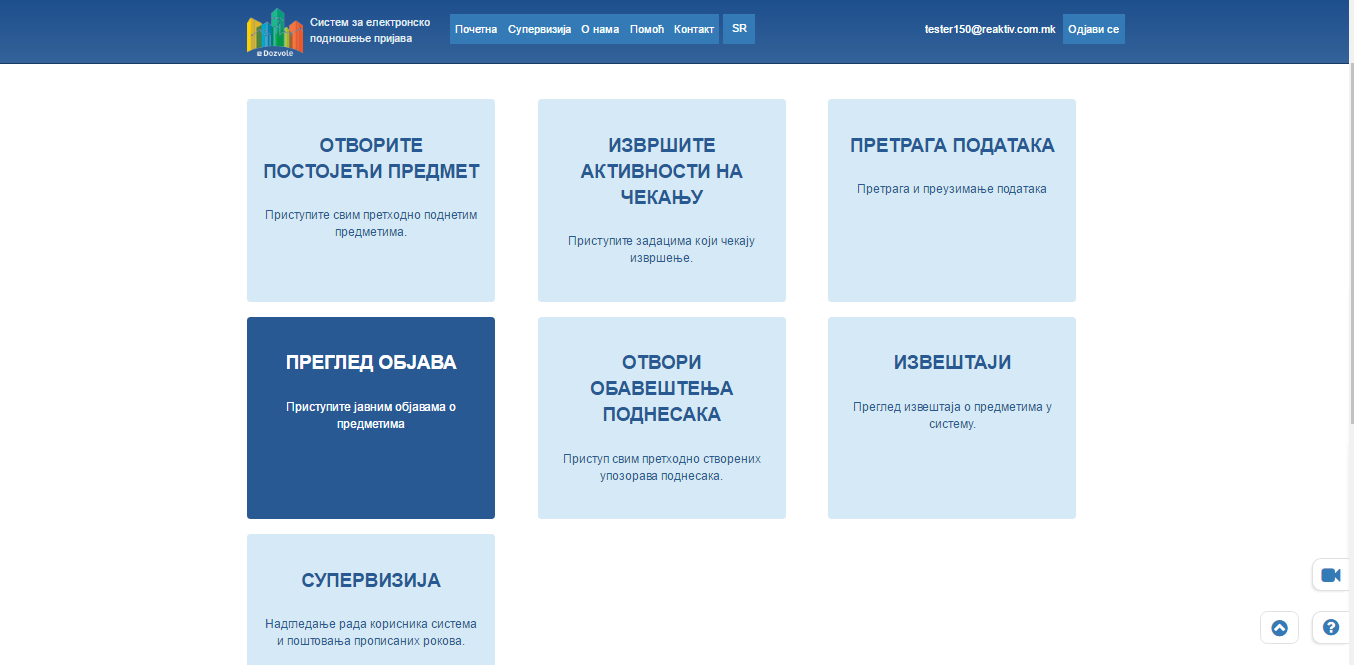 eDozvole
Систем за електронско
подношење пријава
Почетна Супервизија О нама Помоћ Контакт SR
tester150@reaktiv.com.mk Одјави се
ОТВОРИТЕ
ПОСТОЈЕЋИ ПРЕДМЕТ
Приступите свим претходно поднетим
предметима.
ИЗВРШИТЕ
АКТИВНОСТИ НА
ЧЕКАЊУ
Приступите задацима који чекају
извршење.
ПРЕТРАГА ПОДАТАКА
Претрага и преузимање података
ПРЕГЛЕД ОБЈАВА
Приступите јавним објавама о
предметима
ОТВОРИ
ОБАВЕШТЕЊА
ПОДНЕСАКА
Приступ свим претходно створених
упозорава поднесака.
ИЗВЕШТАЈИ
Преглед извештаја о предметима у
систему.
СУПЕРВИЗИЈА
Надгледање рада корисника система
и поштовања прописаних рокова.